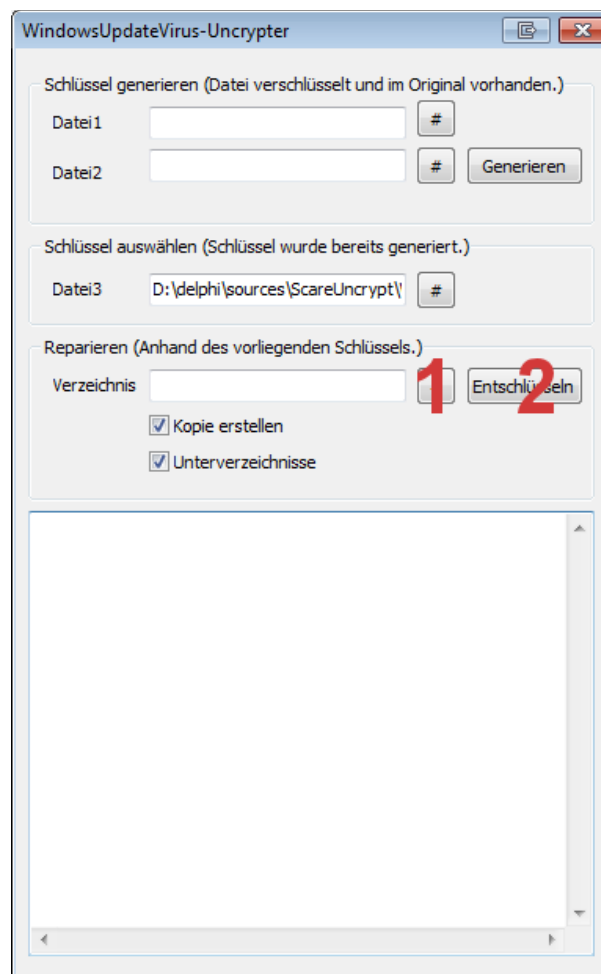 WindowsUpdateVirus-Uncrypter
Schlüssel generieren (Datei verschlüsselt und im Original vorhanden.)
Datei1 #
Datei2 # Generieren
Schlüssel auswählen (Schlüssel wurde bereits generiert.)
Datei3 D:\delphi\sources\ScareUncrypt\ #
Reparieren (Anhand des vorliegenden Schlüssels.)
Verzeichnis 1 Entschlüsseln 2
Kopie erstellen
Unterverzeichnisse